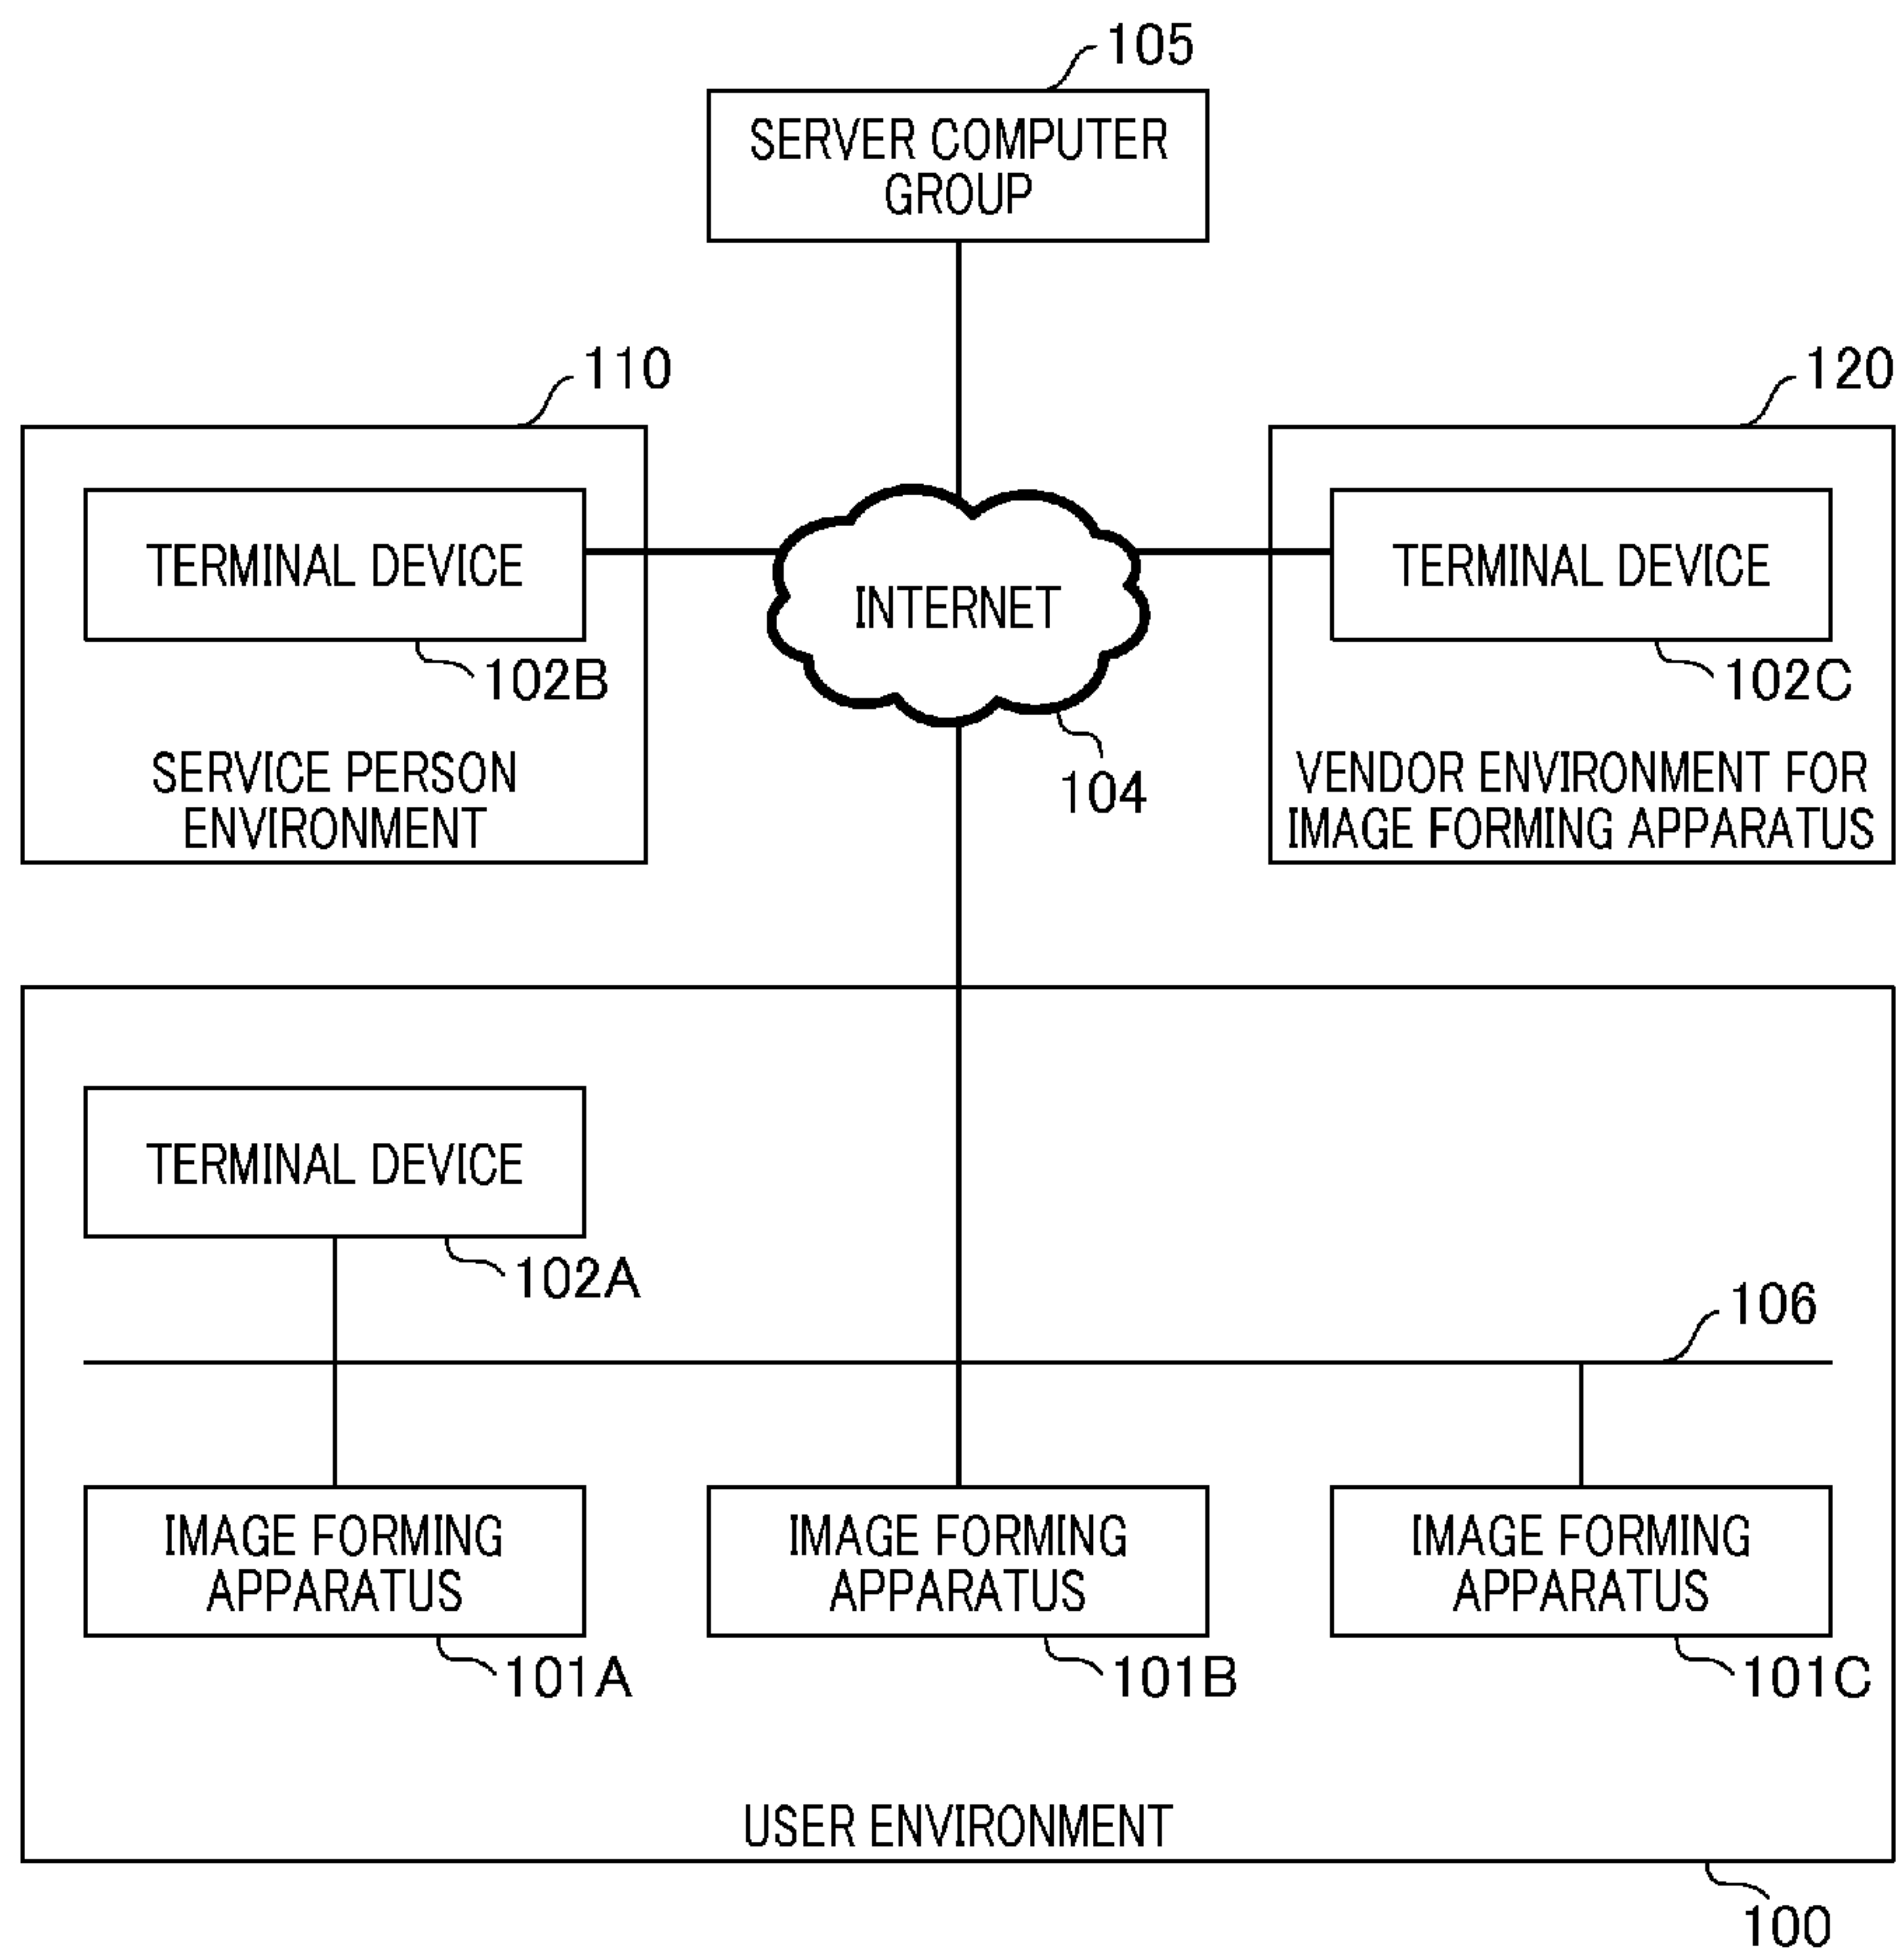 105
SERVER COMPUTER
GROUP
110
120
TERMINAL DEVICE
INTERNET
TERMINAL DEVICE
102B
102C
104
SERVICE PERSON
ENVIRONMENT
VENDOR ENVIRONMENT FOR
IMAGE FORMING APPARATUS
TERMINAL DEVICE
102A
106
IMAGE FORMING
APPARATUS
IMAGE FORMING
APPARATUS
IMAGE FORMING
APPARATUS
101A
101B
101C
USER ENVIRONMENT
100